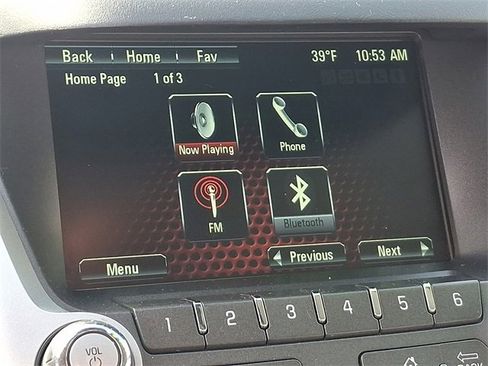 Back Home Fav 39°F 10:53 AM
Home Page 1 of 3
Now Playing Phone
FM Bluetooth
Menu Previous Next
1 2 3 4 5 6
VOL
BACK